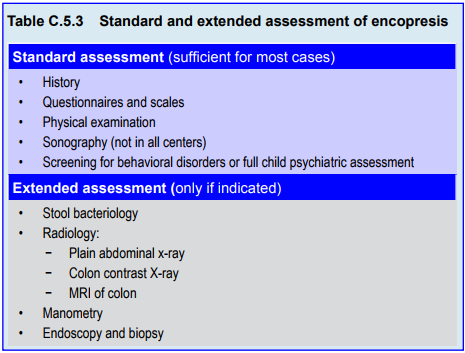 Table C.5.3 Standard and extended assessment of encopresis
Standard assessment (sufficient for most cases)
• History
• Questionnaires and scales
• Physical examination
• Sonography (not in all centers)
• Screening for behavioral disorders or full child psychiatric assessment
Extended assessment (only if indicated)
• Stool bacteriology
• Radiology:
− Plain abdominal x-ray
− Colon contrast X-ray
− MRI of colon
• Manometry
• Endoscopy and biopsy